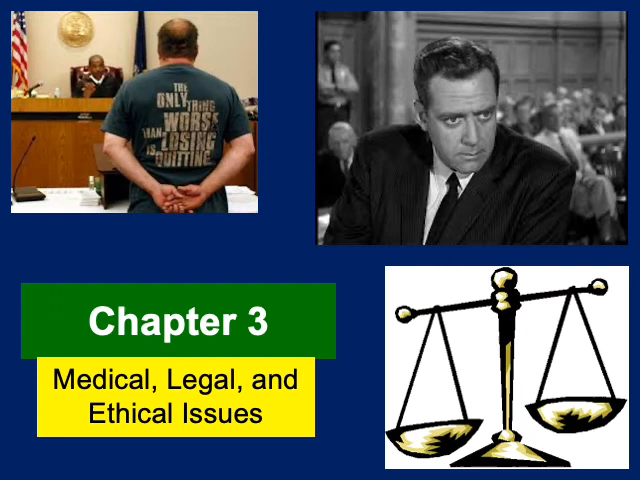 THE
ONLY THING
WORSE
THAN LOSING
IS QUITTING.
Chapter 3
Medical, Legal, and
Ethical Issues